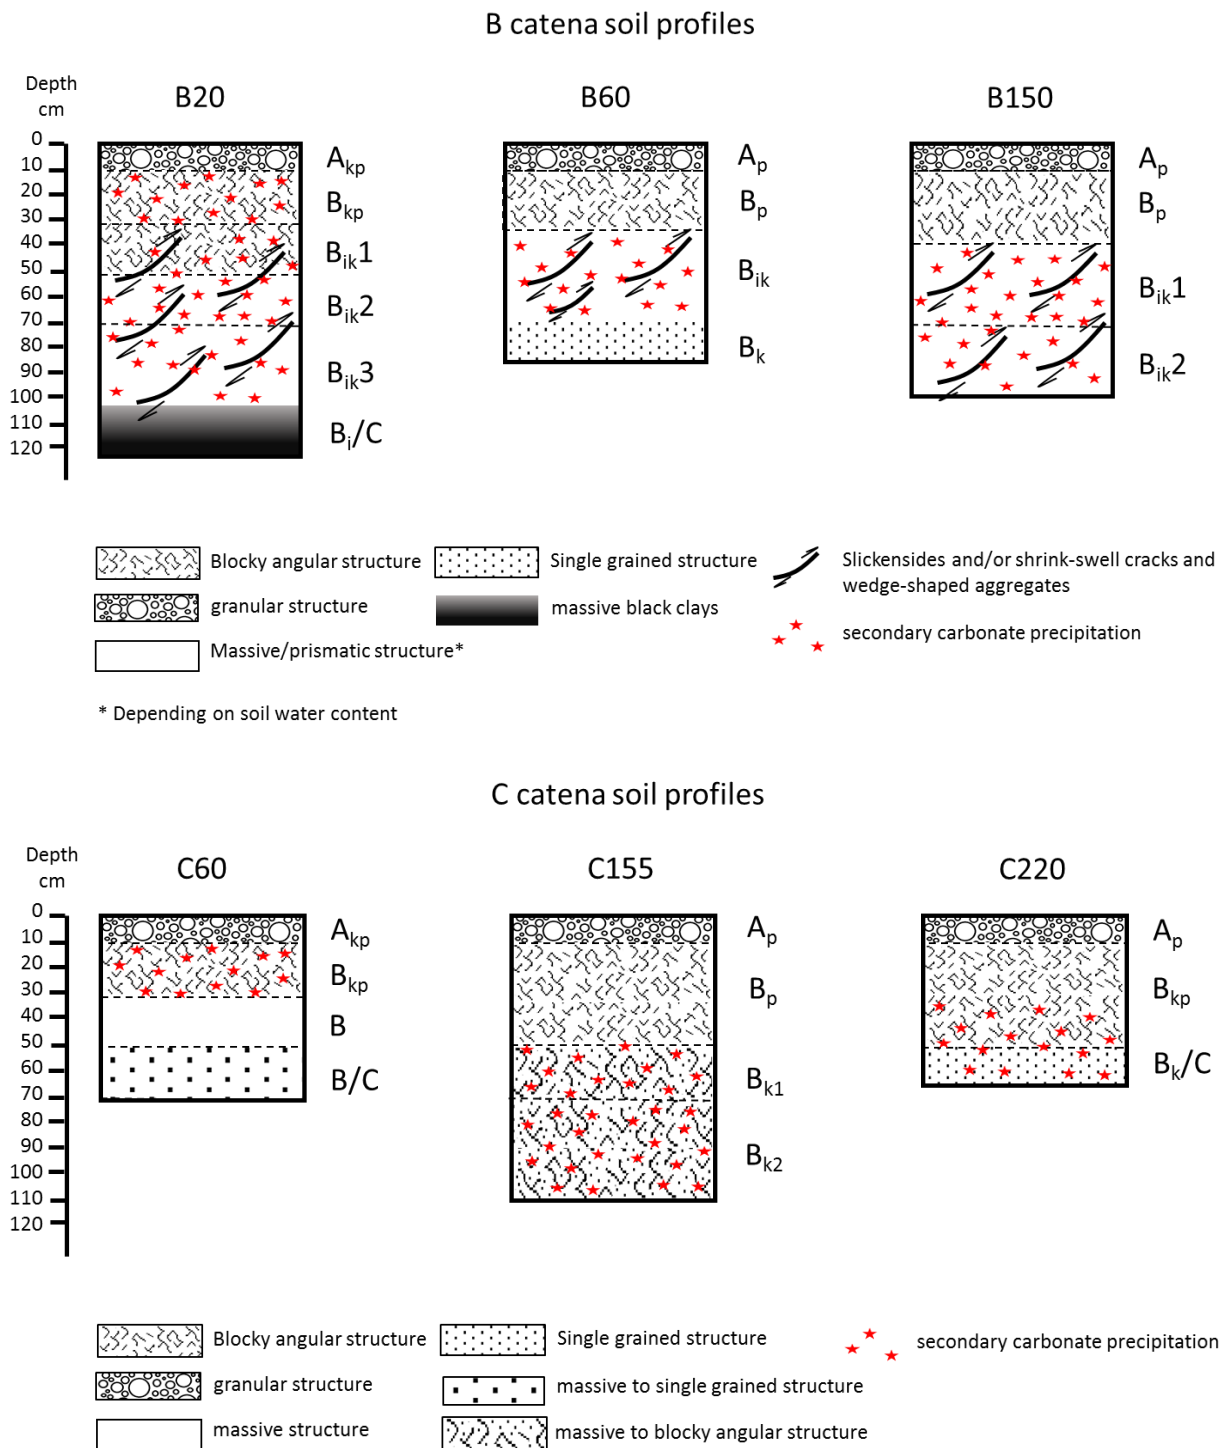 B catena soil profiles
Depth
cm
B20
B60
B150
0
10
20
30
40
50
60
70
80
90
100
110
120
Akp
Bkp
Bik1
Bik2
Bik3
Bi/C
Ap
Bp
Bik
Bk
Ap
Bp
Bik1
Bik2
Blocky angular structure
Single grained structure
Slickensides and/or shrink-swell cracks and
wedge-shaped aggregates
granular structure
massive black clays
secondary carbonate precipitation
Massive/prismatic structure*
* Depending on soil water content
C catena soil profiles
Depth
cm
C60
C155
C220
0
10
20
30
40
50
60
70
80
90
100
110
120
Akp
Bkp
B
B/C
Ap
Bp
Bk1
Bk2
Ap
Bkp
Bk/C
Blocky angular structure
Single grained structure
secondary carbonate precipitation
granular structure
massive to single grained structure
massive structure
massive to blocky angular structure